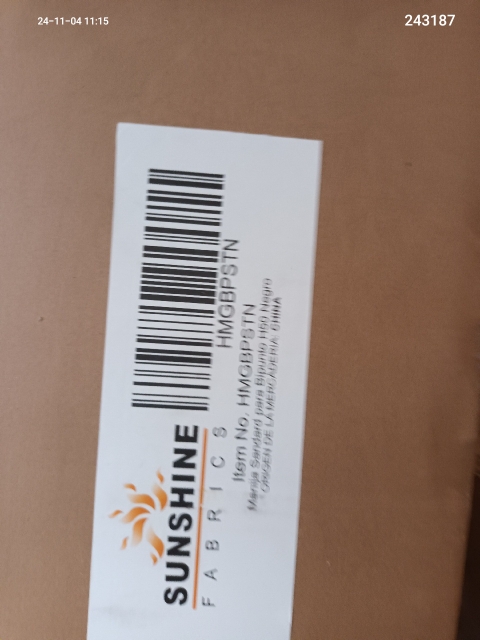 24-11-04 11:15
243187
SUNSHINE
FABRICS
HMGBPSTN
Item No. HMGBPSTN
Manija Sandard para Bipunto H50 Negro
ORIGEN DE LA MERCADERIA: CHINA